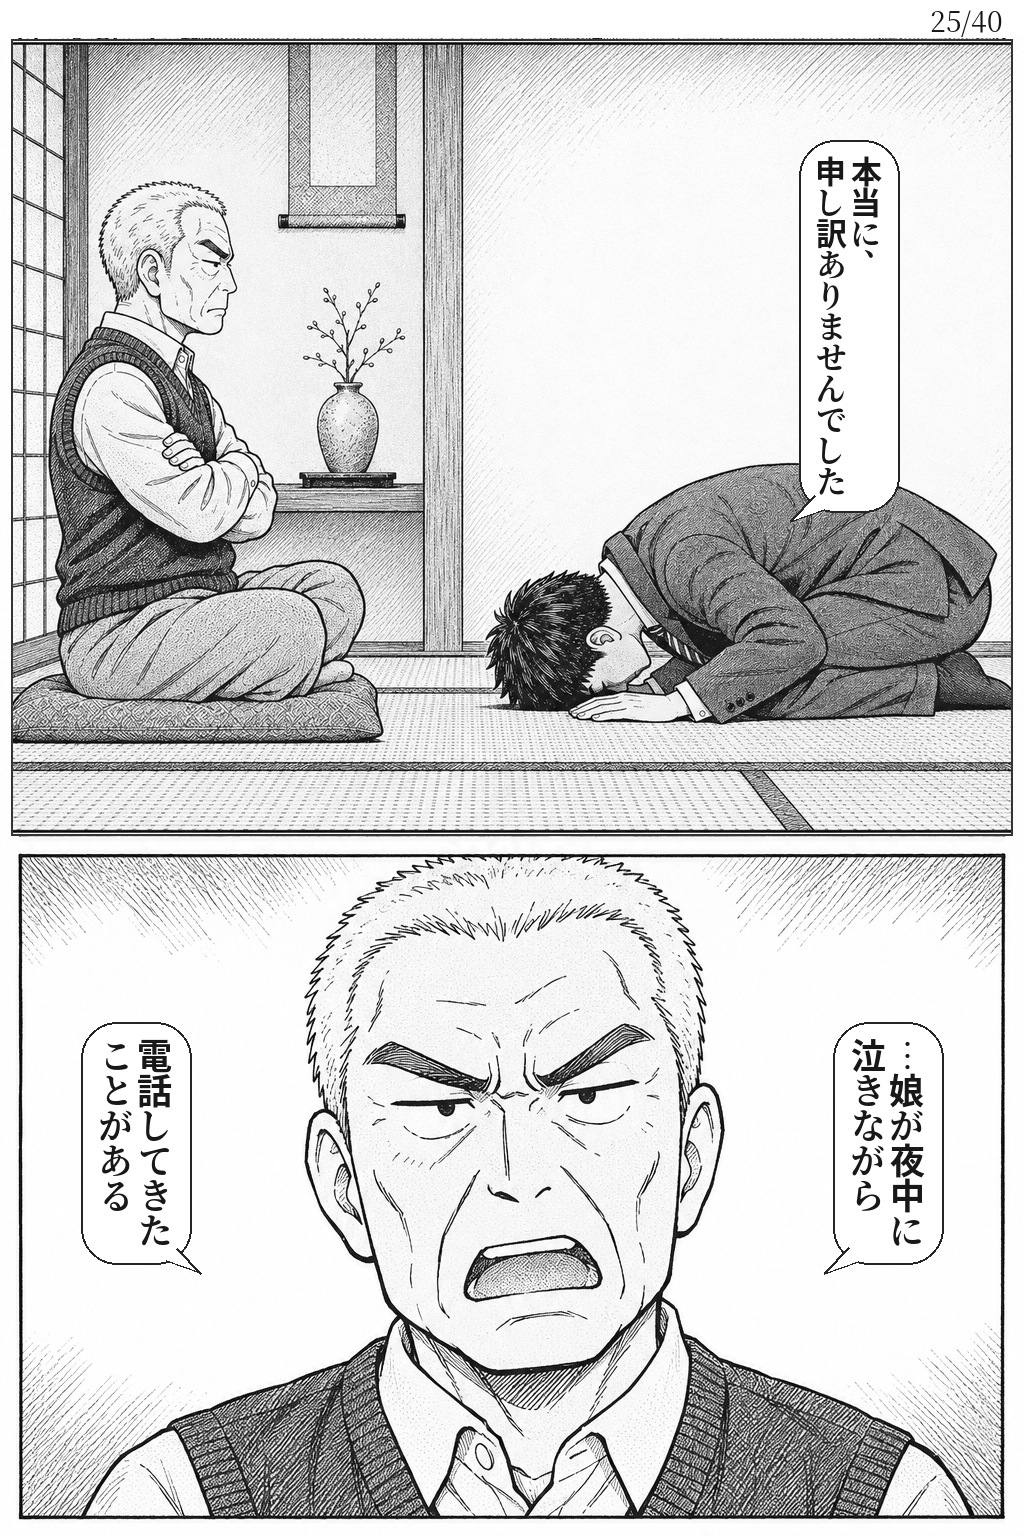 25/40
本当に、
申し訳ありませんでした
…娘が夜中に
泣きながら
電話してきた
ことがある